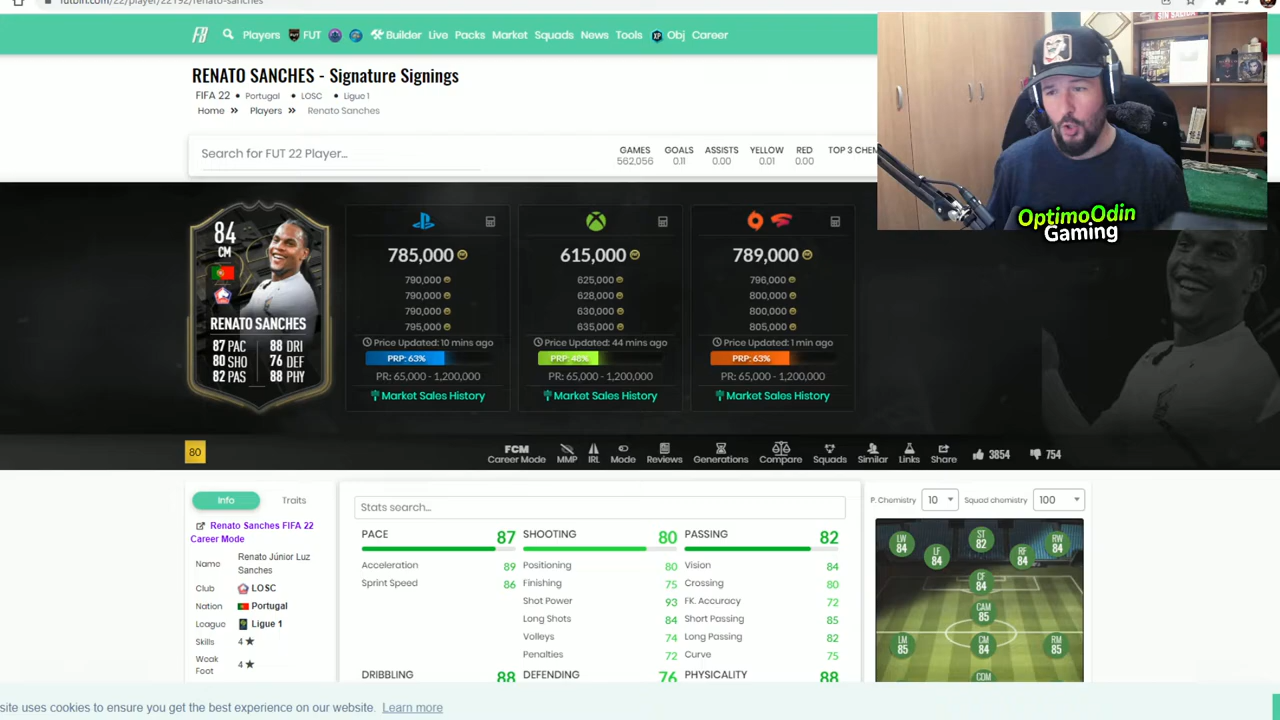 futbin.com/22/player/22192/renato-sanches
FB Players FUT Builder Live Packs Market Squads News Tools XP Obj Career
RENATO SANCHES - Signature Signings
FIFA 22 • Portugal • LOSC • Ligue 1
Home » Players » Renato Sanches
Search for FUT 22 Player...
GAMES GOALS ASSISTS YELLOW RED TOP 3 CHEM
562,056 0.11 0.00 0.01 0.00
OptimoOdin
Gaming
84
CM
RENATO SANCHES
87 PAC 88 DRI
80 SHO 76 DEF
82 PAS 88 PHY
785,000
790,000
790,000
790,000
795,000
Price Updated: 10 mins ago
PRP: 63%
PR: 65,000 - 1,200,000
Market Sales History
615,000
625,000
628,000
630,000
635,000
Price Updated: 44 mins ago
PRP: 48%
PR: 65,000 - 1,200,000
Market Sales History
789,000
796,000
800,000
800,000
805,000
Price Updated: 1 min ago
PRP: 63%
PR: 65,000 - 1,200,000
Market Sales History
80
FCM
Career Mode MMP IRL Mode Reviews Generations Compare Squads Similar Links Share 3854 754
Info Traits
Renato Sanches FIFA 22
Career Mode
Name Renato Júnior Luz
Sanches
Club LOSC
Nation Portugal
League Ligue 1
Skills 4★
Weak
Foot 4★
Stats search...
PACE 87
Acceleration 89
Sprint Speed 86
SHOOTING 80
Positioning 80
Finishing 75
Shot Power 93
Long Shots 84
Volleys 74
Penalties 72
PASSING 82
Vision 84
Crossing 80
FK. Accuracy 72
Short Passing 85
Long Passing 82
Curve 75
DRIBBLING 88 DEFENDING 76 PHYSICALITY 88
P. Chemistry 10 Squad chemistry 100
LW
84
ST
82
RW
84
LF
84
RF
84
CF
84
CAM
85
LM
85
CM
84
RM
85
CDM
site uses cookies to ensure you get the best experience on our website. Learn more